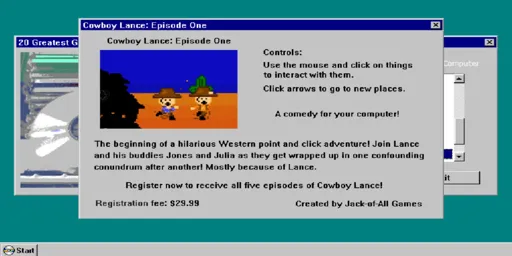 Cowboy Lance: Episode One
20 Greatest G
Computer
Cowboy Lance: Episode One
Controls:
Use the mouse and click on things
to interact with them.
Click arrows to go to new places.
A comedy for your computer!
The beginning of a hilarious Western point and click adventure! Join Lance
and his buddies Jones and Julia as they get wrapped up in one confounding
conundrum after another! Mostly because of Lance.
Register now to receive all five episodes of Cowboy Lance!
it
Registration fee: $29.99
Created by Jack-of-All Games
Start